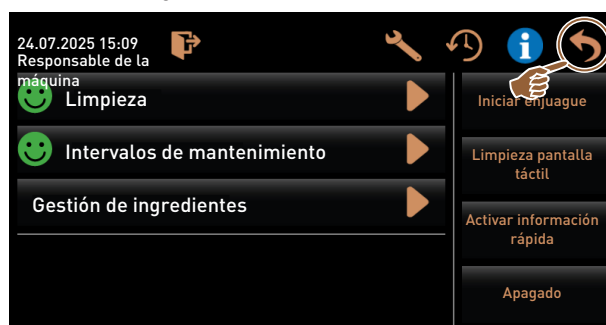 24.07.2025 15:09
Responsable de la
máquina
Limpieza
Intervalos de mantenimiento
Gestión de ingredientes
Iniciar enjuague
Limpieza pantalla
táctil
Activar información
rápida
Apagado